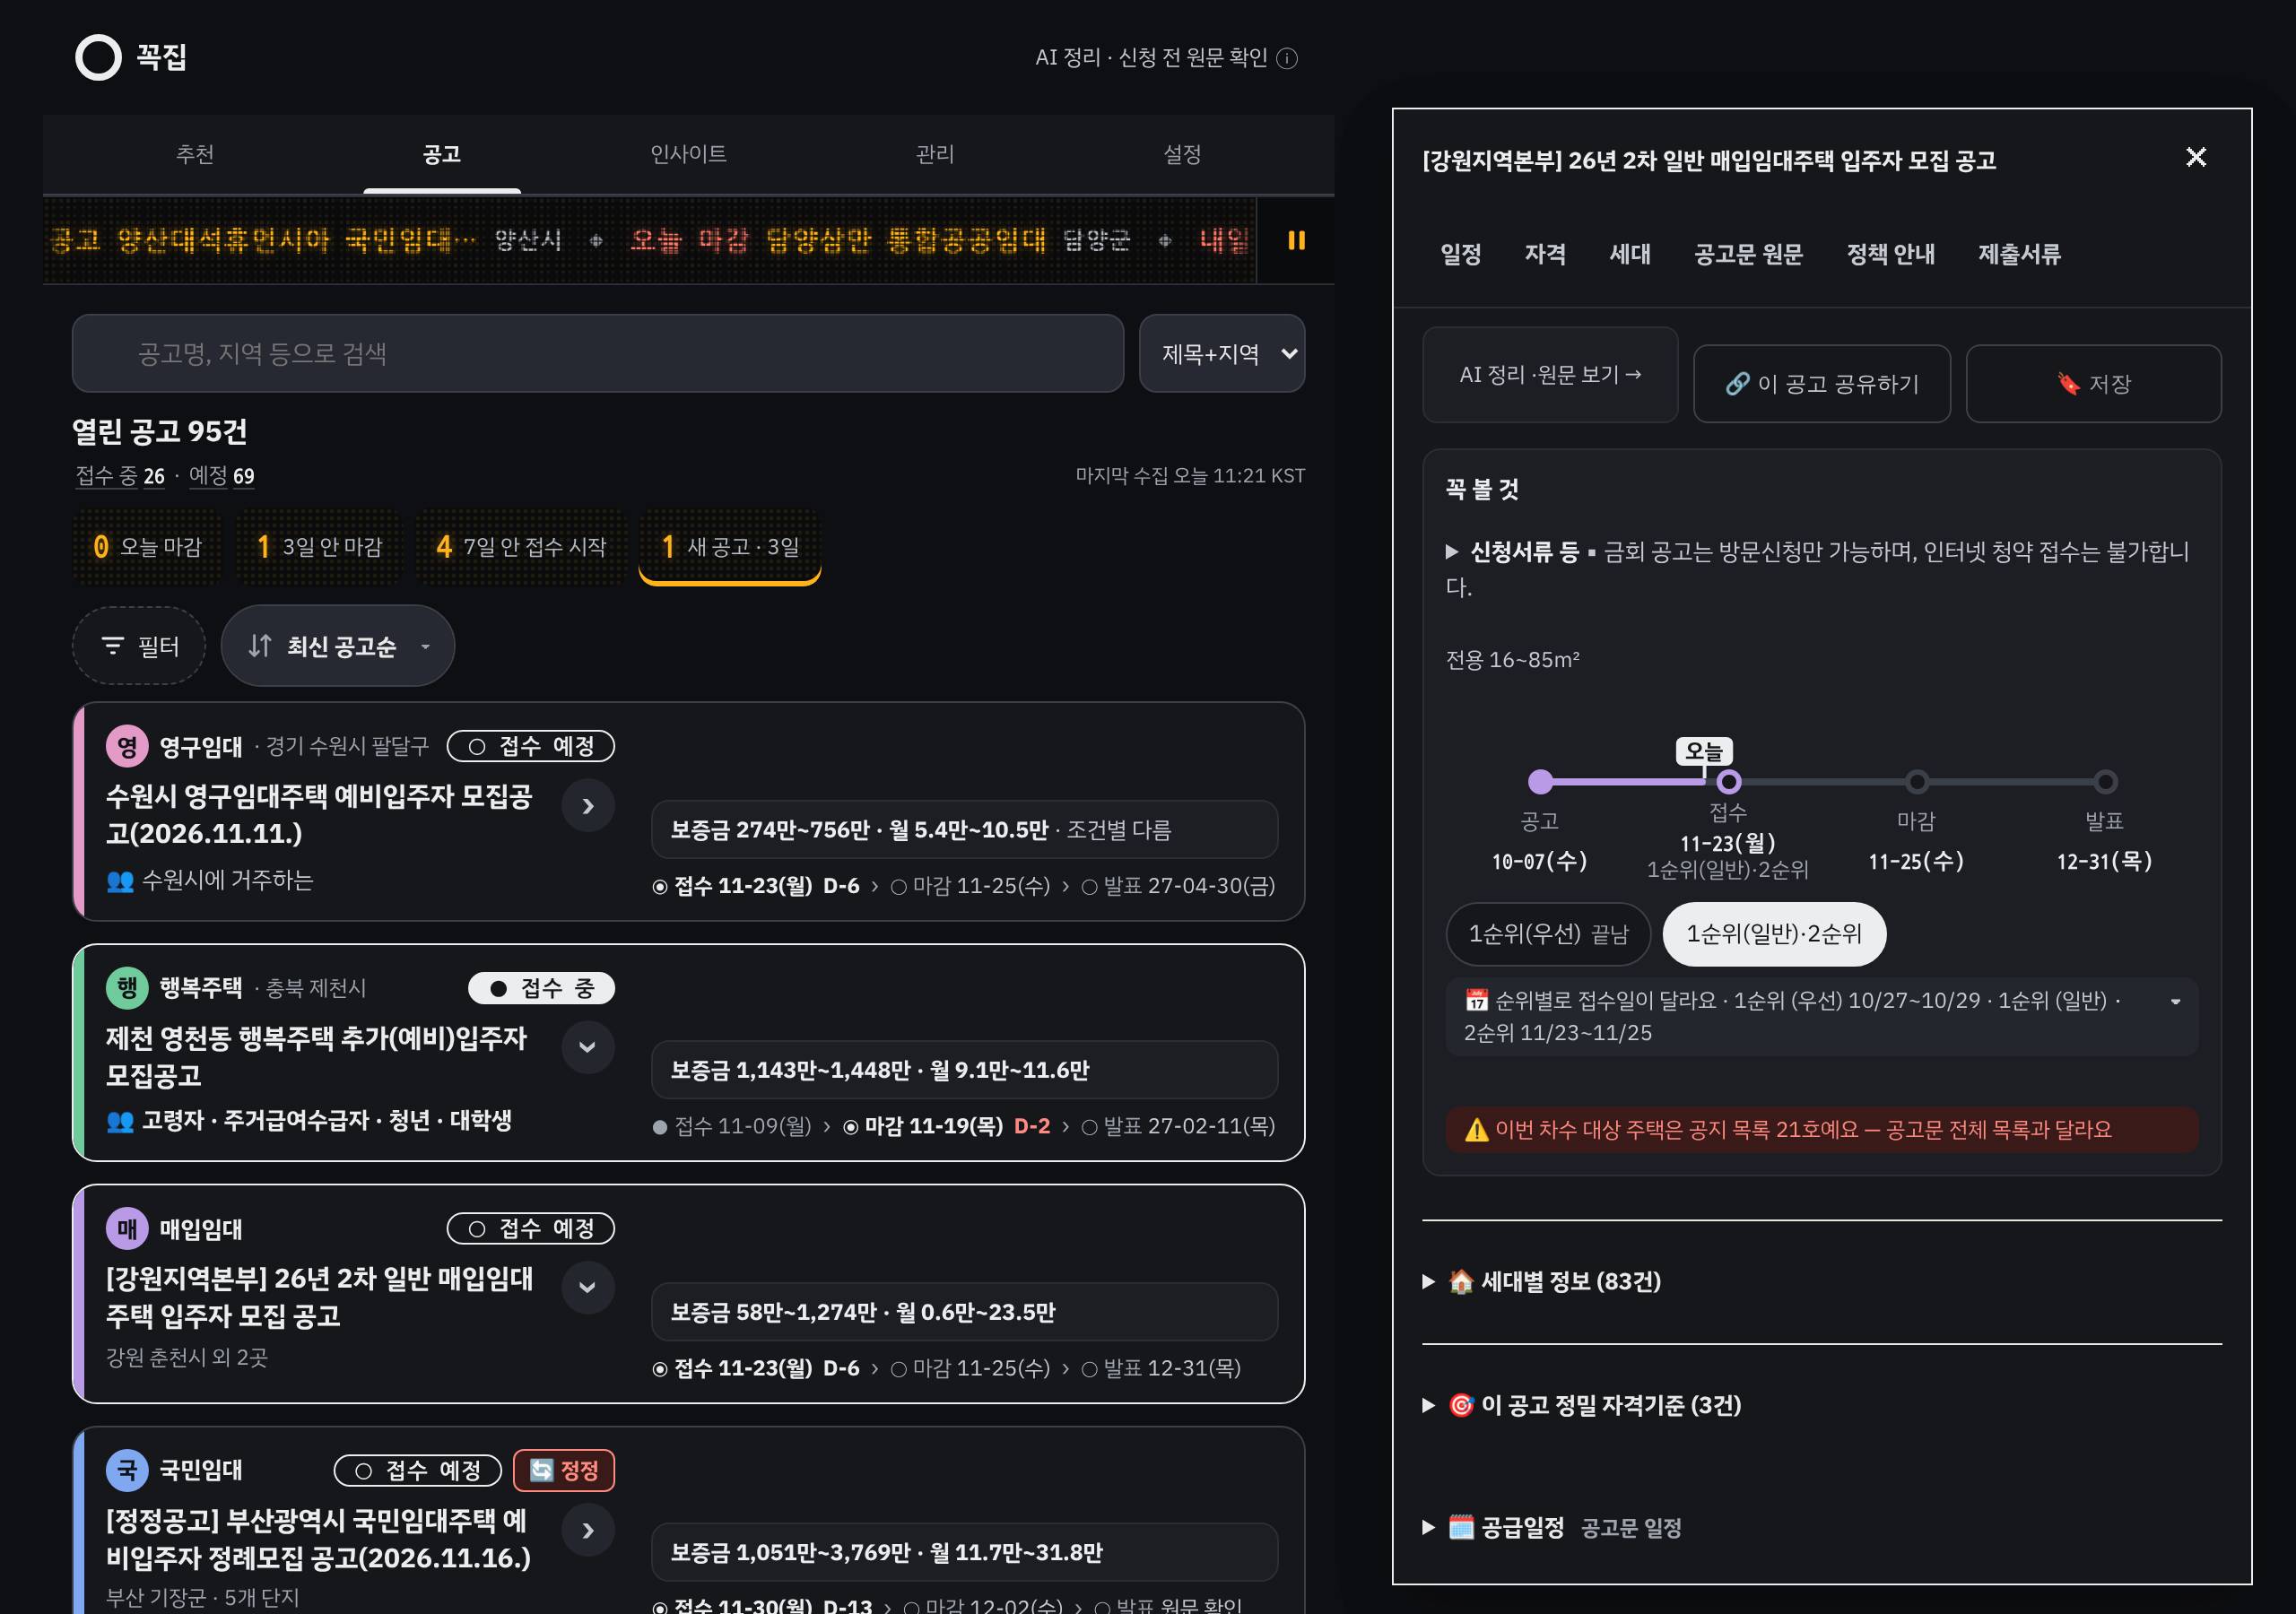 꼭집
AI 정리 · 신청 전 원문 확인 ⓘ
추천
공고
인사이트
관리
설정
공고 양산대석휴먼시아 국민임대… 양산시 ◈ 오늘 마감 담양삼만 통합공공임대 담양군 ◈ 내일
공고명, 지역 등으로 검색
제목+지역
열린 공고 95건
접수 중 26 · 예정 69
마지막 수집 오늘 11:21 KST
0 오늘 마감
1 3일 안 마감
4 7일 안 접수 시작
1 새 공고 · 3일
필터
최신 공고순
영 영구임대 · 경기 수원시 팔달구
○ 접수 예정
수원시 영구임대주택 예비입주자 모집공
고(2026.11.11.)
👥 수원시에 거주하는
보증금 274만~756만 · 월 5.4만~10.5만 · 조건별 다름
◉ 접수 11-23(월) D-6 › ○ 마감 11-25(수) › ○ 발표 27-04-30(금)
행 행복주택 · 충북 제천시
● 접수 중
제천 영천동 행복주택 추가(예비)입주자
모집공고
👥 고령자 · 주거급여수급자 · 청년 · 대학생
보증금 1,143만~1,448만 · 월 9.1만~11.6만
● 접수 11-09(월) › ◉ 마감 11-19(목) D-2 › ○ 발표 27-02-11(목)
매 매입임대
○ 접수 예정
[강원지역본부] 26년 2차 일반 매입임대
주택 입주자 모집 공고
강원 춘천시 외 2곳
보증금 58만~1,274만 · 월 0.6만~23.5만
◉ 접수 11-23(월) D-6 › ○ 마감 11-25(수) › ○ 발표 12-31(목)
국 국민임대
○ 접수 예정
🔄 정정
[정정공고] 부산광역시 국민임대주택 예
비입주자 정례모집 공고(2026.11.16.)
부산 기장군 · 5개 단지
보증금 1,051만~3,769만 · 월 11.7만~31.8만
◉ 접수 11-30(월) D-13 › ○ 마감 12-02(수) › ○ 발표 원문 확인
[강원지역본부] 26년 2차 일반 매입임대주택 입주자 모집 공고
✕
일정
자격
세대
공고문 원문
정책 안내
제출서류
AI 정리 ·원문 보기 →
🔗 이 공고 공유하기
🔖 저장
꼭 볼 것
▶ 신청서류 등 ▪ 금회 공고는 방문신청만 가능하며, 인터넷 청약 접수는 불가합니
다.
전용 16~85m²
오늘
공고
10-07(수)
접수
11-23(월)
1순위(일반)·2순위
마감
11-25(수)
발표
12-31(목)
1순위(우선) 끝남
1순위(일반)·2순위
📅 순위별로 접수일이 달라요 · 1순위 (우선) 10/27~10/29 · 1순위 (일반) ·
2순위 11/23~11/25
⚠️ 이번 차수 대상 주택은 공지 목록 21호예요 — 공고문 전체 목록과 달라요
▶ 🏠 세대별 정보 (83건)
▶ 🎯 이 공고 정밀 자격기준 (3건)
▶ 🗓️ 공급일정 공고문 일정